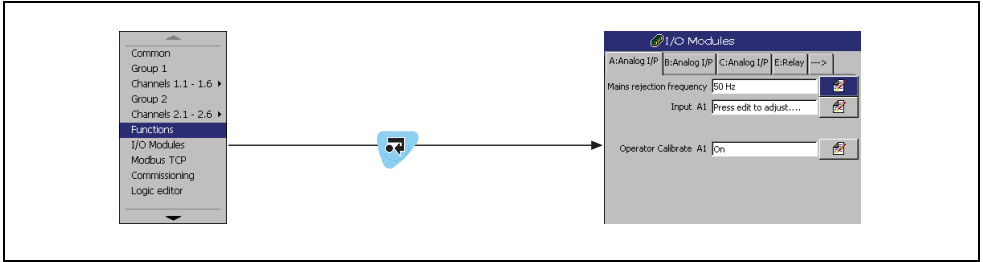 Common
Group 1
Channels 1.1 - 1.6
Group 2
Channels 2.1 - 2.6
Functions
I/O Modules
Modbus TCP
Commissioning
Logic editor
I/O Modules
A:Analog I/P B:Analog I/P C:Analog I/P E:Relay --->
Mains rejection frequency 50 Hz
Input A1 Press edit to adjust....
Operator Calibrate A1 On